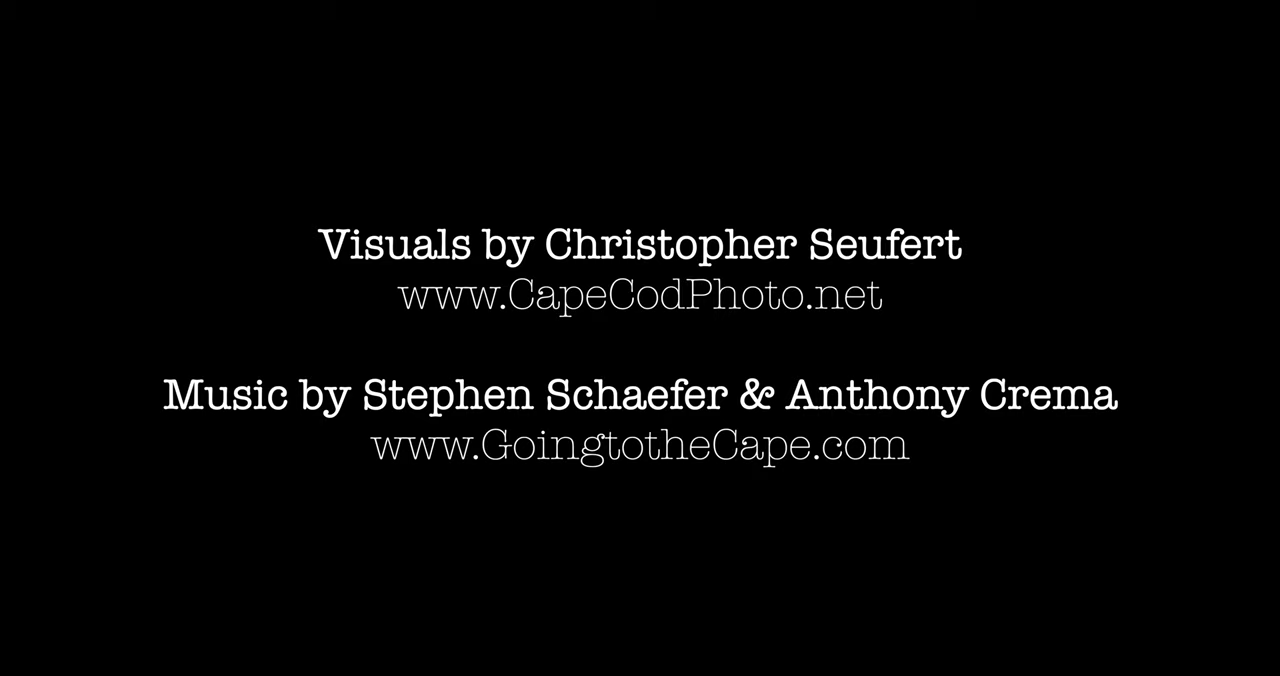 Visuals by Christopher Seufert
www.CapeCodPhoto.net
Music by Stephen Schaefer & Anthony Crema
www.GoingtotheCape.com